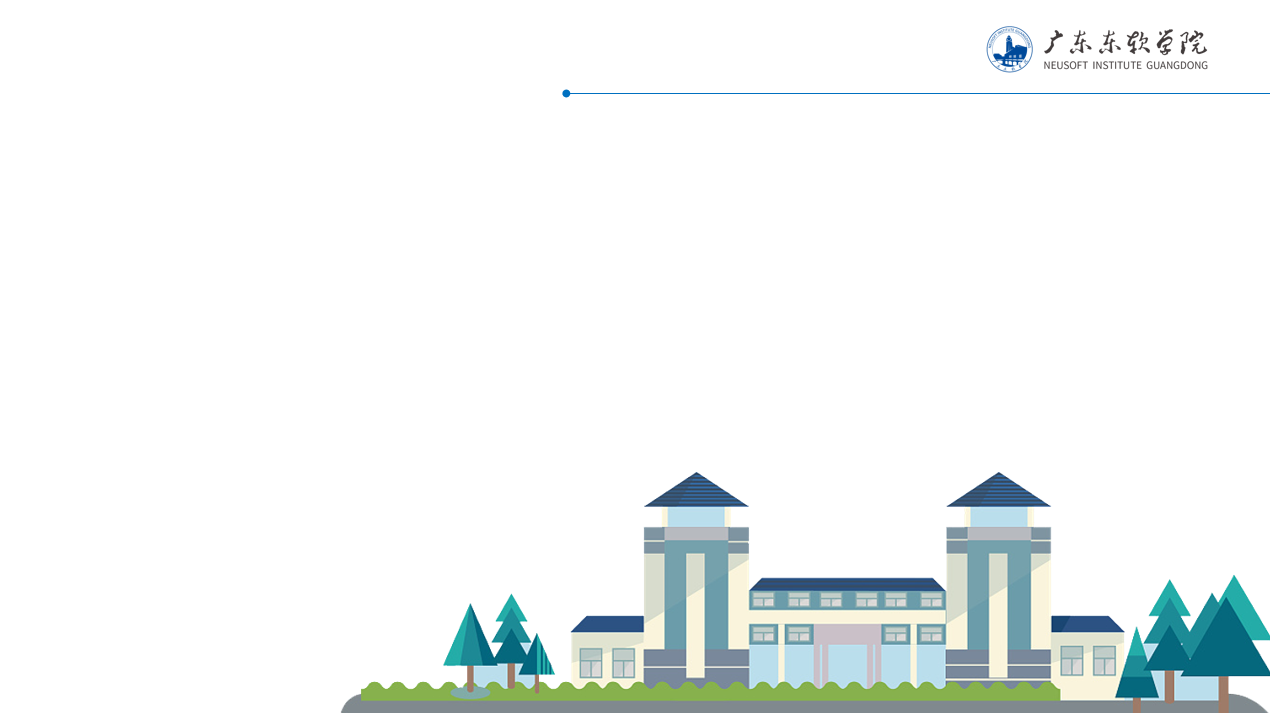 广东东软学院
NEUSOFT INSTITUTE GUANGDONG